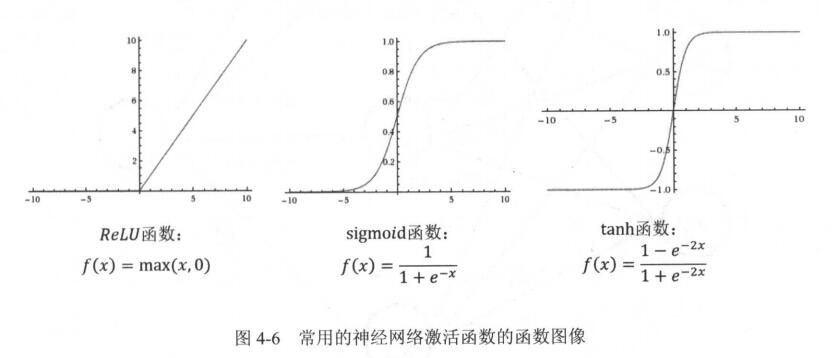 10
8
6
4
2
-10 -5 5 10
1.0
0.8
0.6
0.4
0.2
-10 -5 5 10
1.0
0.5
-10 -5 5 10
-0.5
-1.0
ReLU函数： sigmoid函数： tanh函数：
f(x) = max(x, 0) f(x) = 1 / (1 + e^{-x}) f(x) = (1 - e^{-2x}) / (1 + e^{-2x})
图 4-6 常用的神经网络激活函数的函数图像